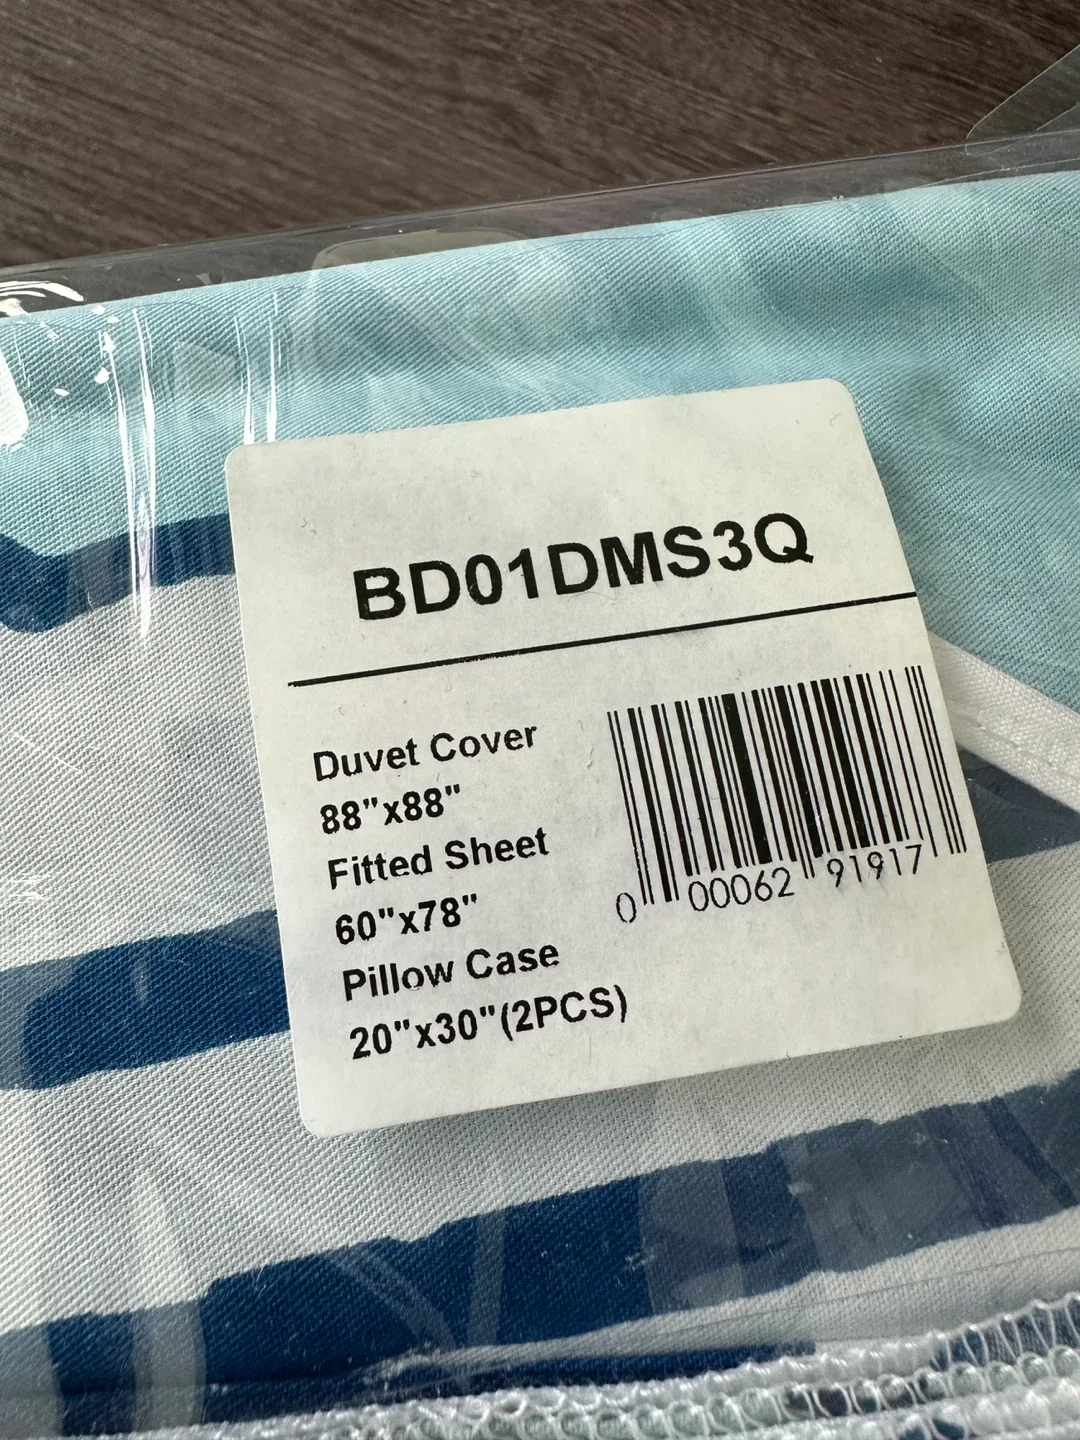 BD01DMS3Q
Duvet Cover
88"x88"
Fitted Sheet
60"x78"
Pillow Case
20"x30"(2PCS)
0 00062 91917